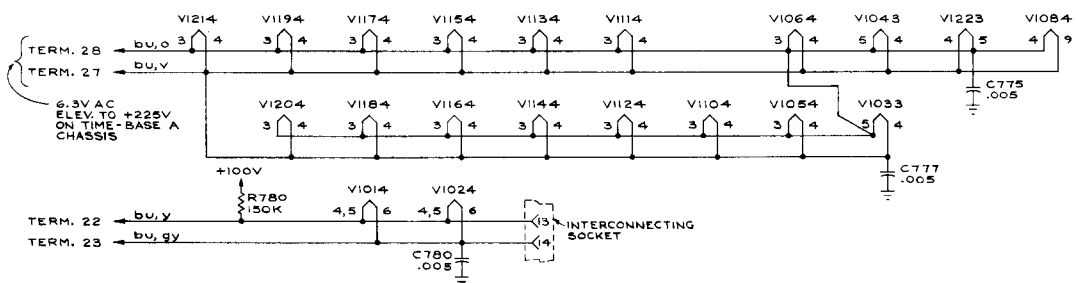 V1214 V1194 V1174 V1154 V1134 V1114 V1064 V1043 V1223 V1084
3 4 3 4 3 4 3 4 3 4 3 4 3 4 5 4 4 5 4 9
TERM. 28 bu, o
TERM. 27 bu, v
C775
.005
6.3V AC
ELEV. TO +225V
ON TIME-BASE A
CHASSIS
V1204 V1184 V1164 V1144 V1124 V1104 V1054 V1033
3 4 3 4 3 4 3 4 3 4 3 4 3 4 5 4
C777
.005
+100V
R780
150K
V1014 V1024
4,5 6 4,5 6
TERM. 22 bu, y
13
INTERCONNECTING
SOCKET
TERM. 23 bu, gy
14
C780
.005